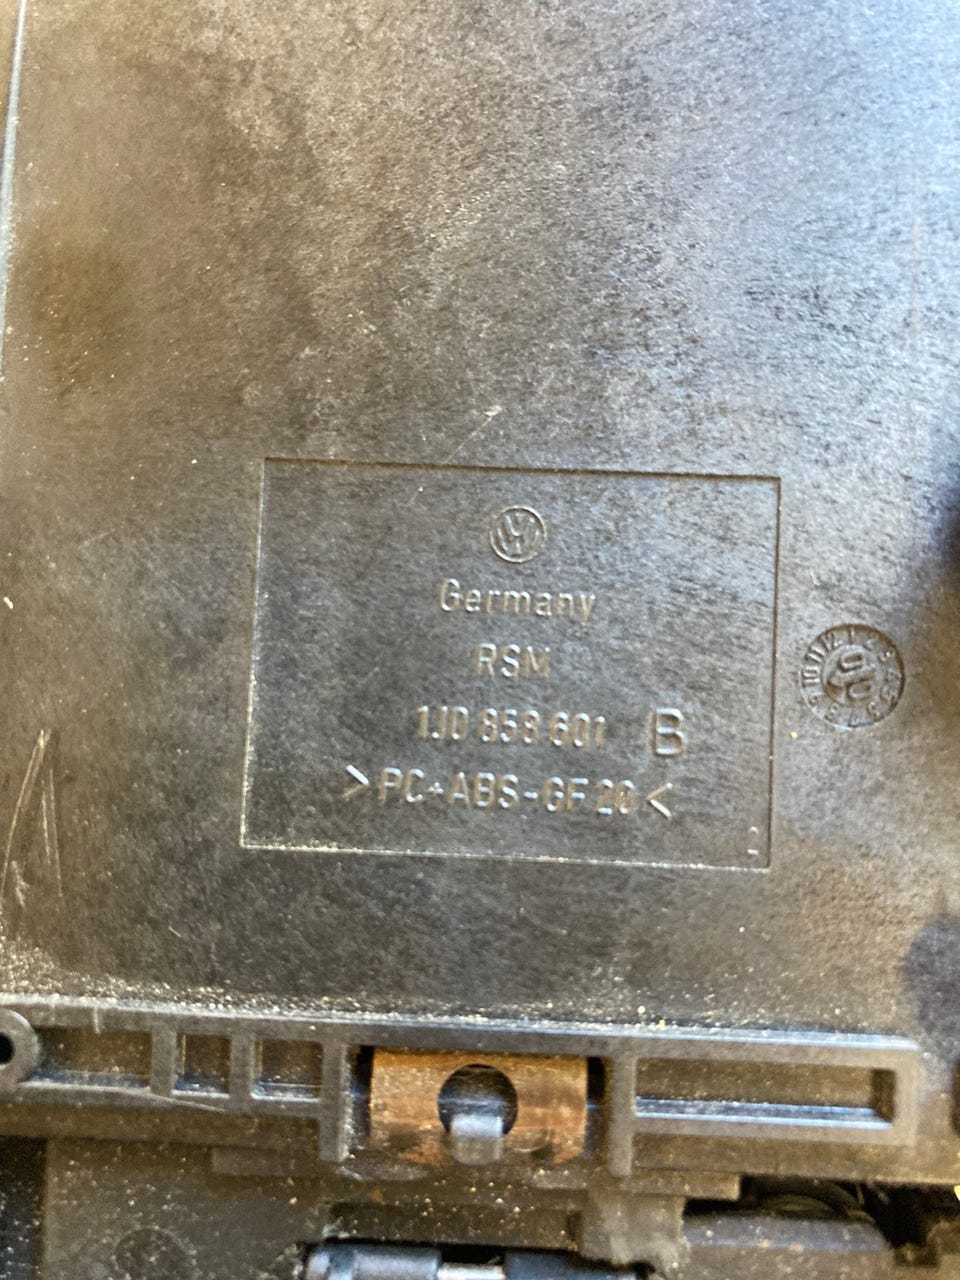 Germany
RSM
1J0 858 601 B
>PC+ABS-GF20<